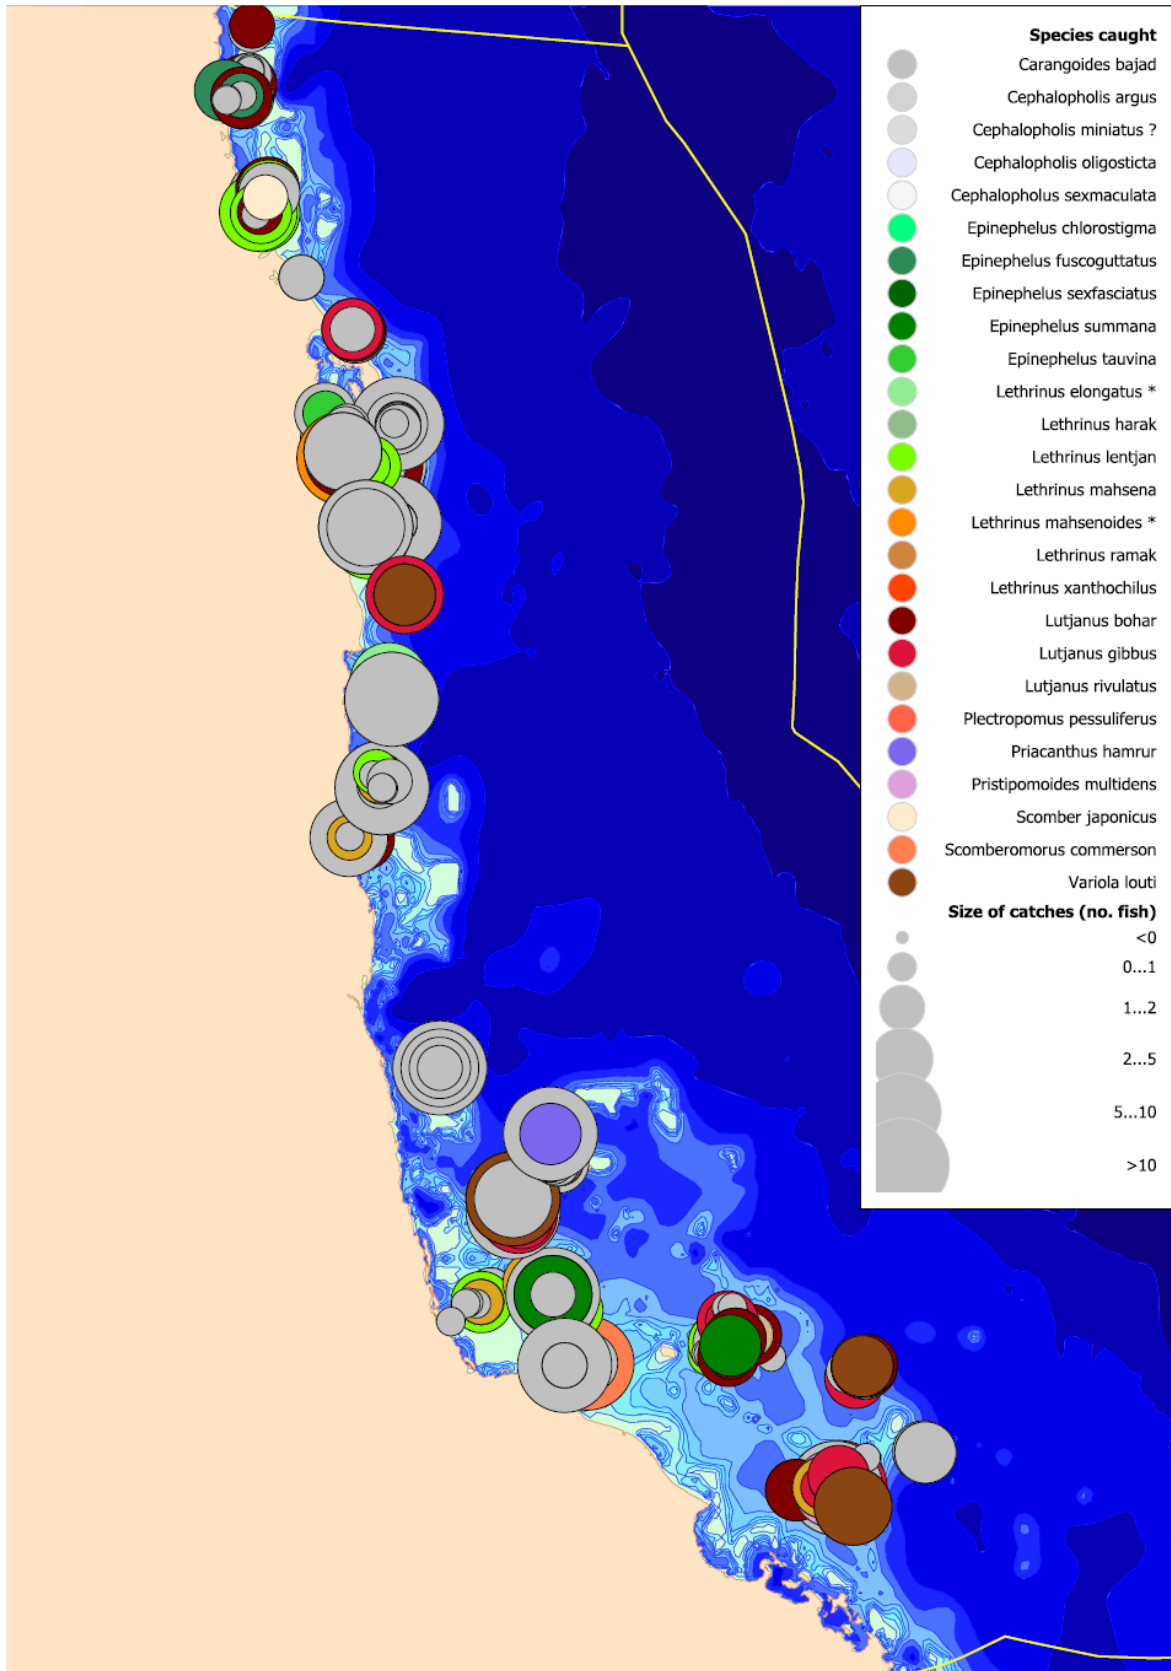 Species caught
Carangoides bajad
Cephalopholis argus
Cephalopholis miniatus ?
Cephalopholis oligosticta
Cephalopholus sexmaculata
Epinephelus chlorostigma
Epinephelus fuscoguttatus
Epinephelus sexfasciatus
Epinephelus summana
Epinephelus tauvina
Lethrinus elongatus *
Lethrinus harak
Lethrinus lentjan
Lethrinus mahsena
Lethrinus mahsenoides *
Lethrinus ramak
Lethrinus xanthochilus
Lutjanus bohar
Lutjanus gibbus
Lutjanus rivulatus
Plectropomus pessuliferus
Priacanthus hamrur
Pristipomoides multidens
Scomber japonicus
Scomberomorus commerson
Variola louti
Size of catches (no. fish)
<0
0...1
1...2
2...5
5...10
>10